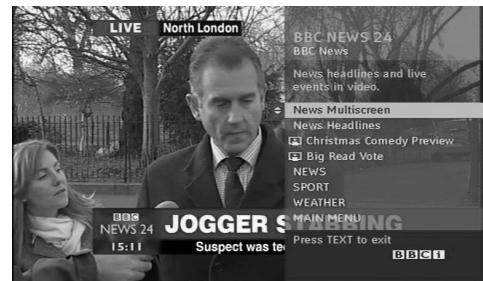 LIVE North London
BBC NEWS 24
BBC News
News headlines and live
events in video.
News Multiscreen
News Headlines
Christmas Comedy Preview
Big Read Vote
NEWS
SPORT
WEATHER
MAIN MENU
Press TEXT to exit
BBC 1
BBC
NEWS 24
15:11
JOGGER STABBING
Suspect was